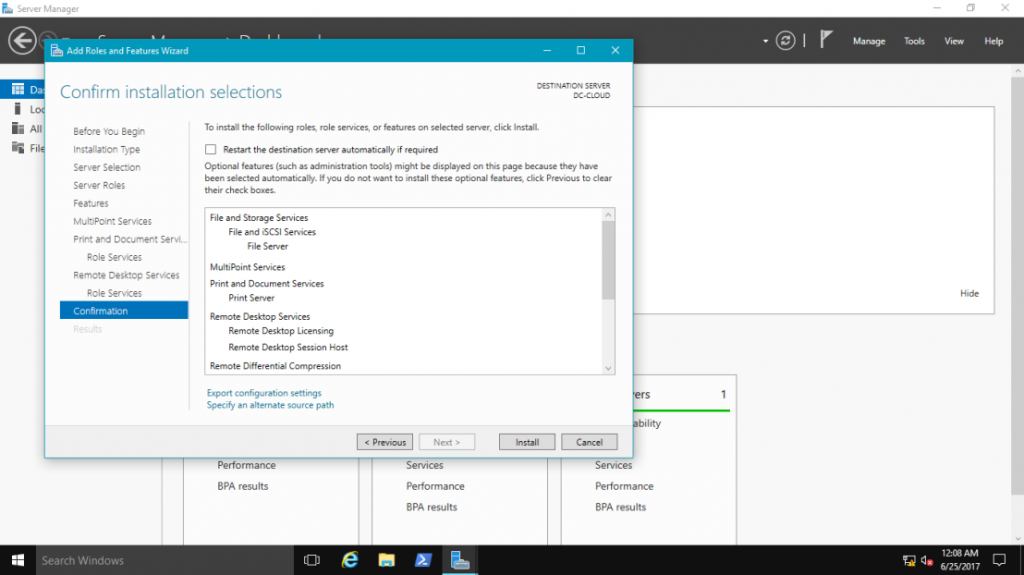 Server Manager
Manage
Tools
View
Help
Add Roles and Features Wizard
Confirm installation selections
DESTINATION SERVER
DC-CLOUD
Before You Begin
Installation Type
Server Selection
Server Roles
Features
MultiPoint Services
Print and Document Servi...
Role Services
Remote Desktop Services
Role Services
Confirmation
Results
To install the following roles, role services, or features on selected server, click Install.
Restart the destination server automatically if required
Optional features (such as administration tools) might be displayed on this page because they have
been selected automatically. If you do not want to install these optional features, click Previous to clear
their check boxes.
File and Storage Services
File and iSCSI Services
File Server
MultiPoint Services
Print and Document Services
Print Server
Remote Desktop Services
Remote Desktop Licensing
Remote Desktop Session Host
Remote Differential Compression
Export configuration settings
Specify an alternate source path
< Previous
Next >
Install
Cancel
Das
Loc
All
File
Hide
ers 1
ability
Performance
BPA results
Services
Performance
BPA results
Services
Performance
BPA results
Search Windows
12:08 AM
6/25/2017